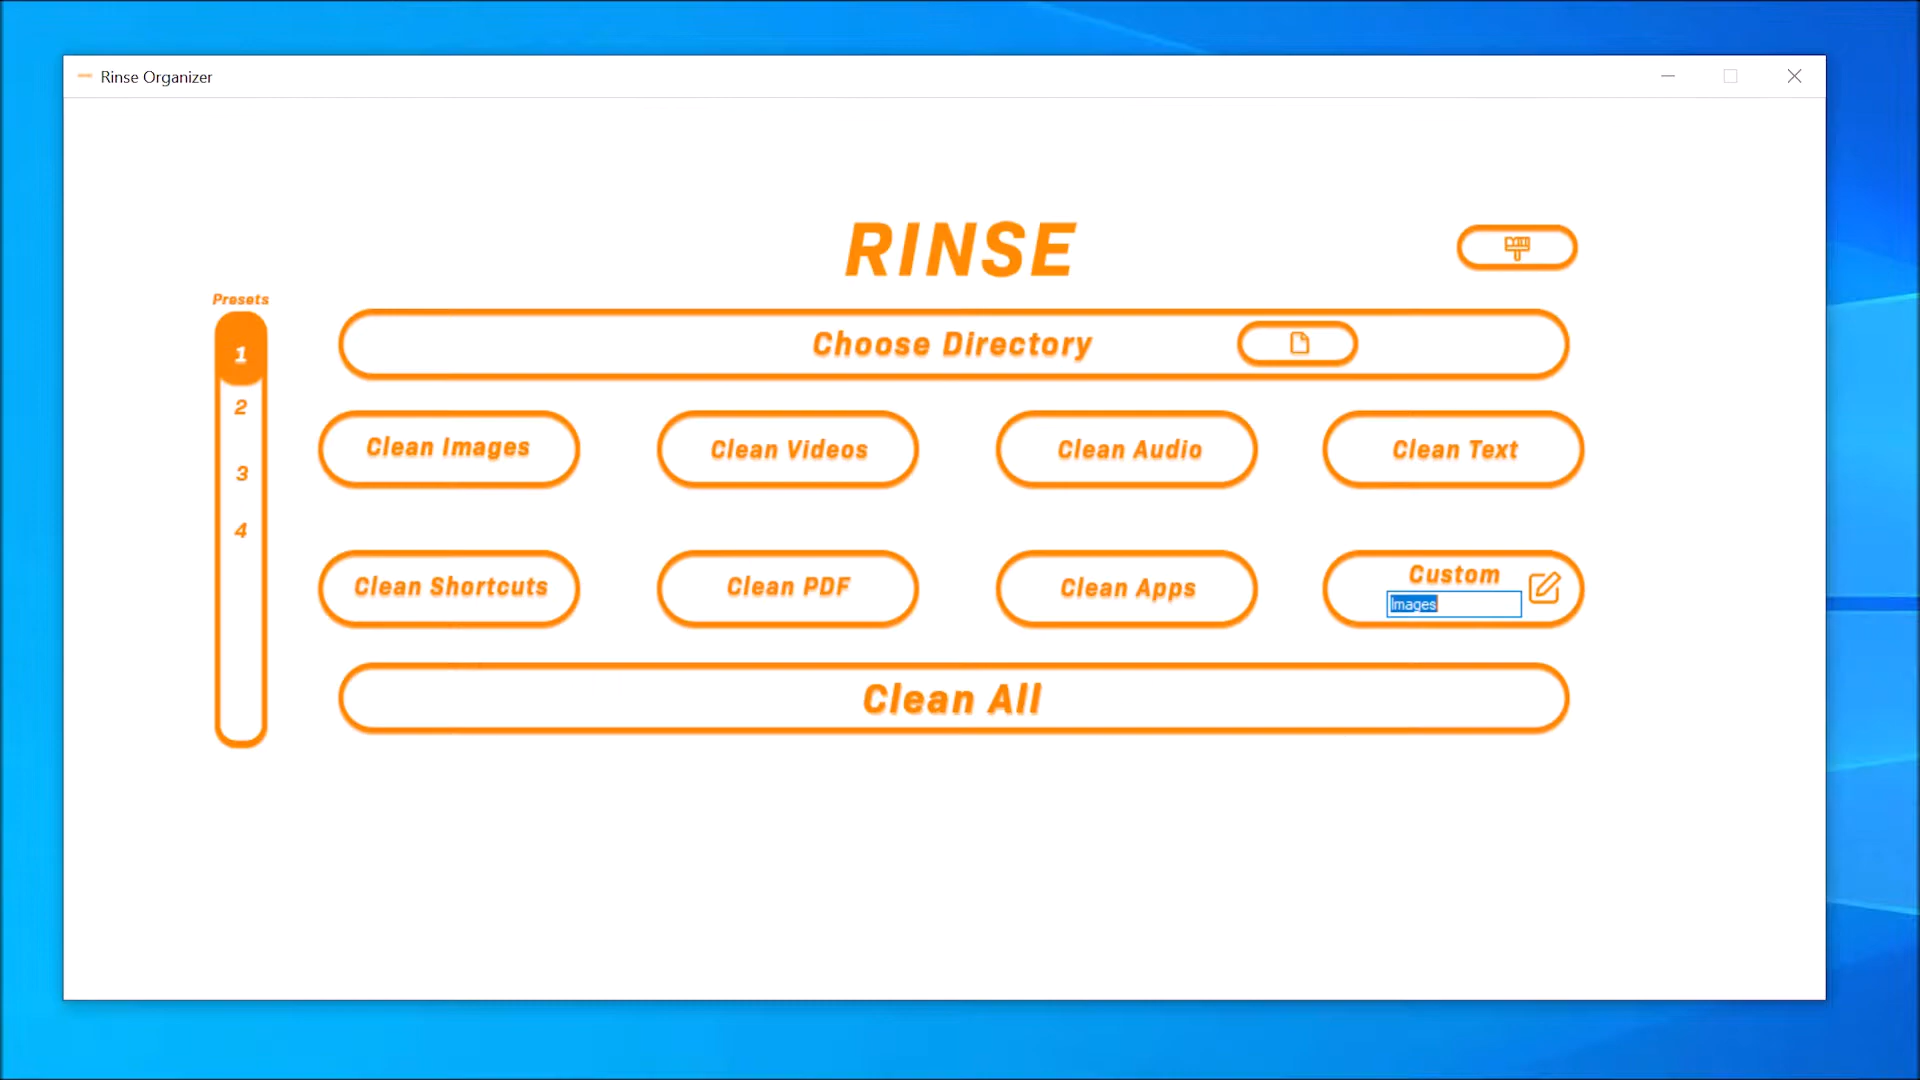 Rinse Organizer
RINSE
Presets
1
2
3
4
Choose Directory
Clean Images
Clean Videos
Clean Audio
Clean Text
Clean Shortcuts
Clean PDF
Clean Apps
Custom
Images
Clean All